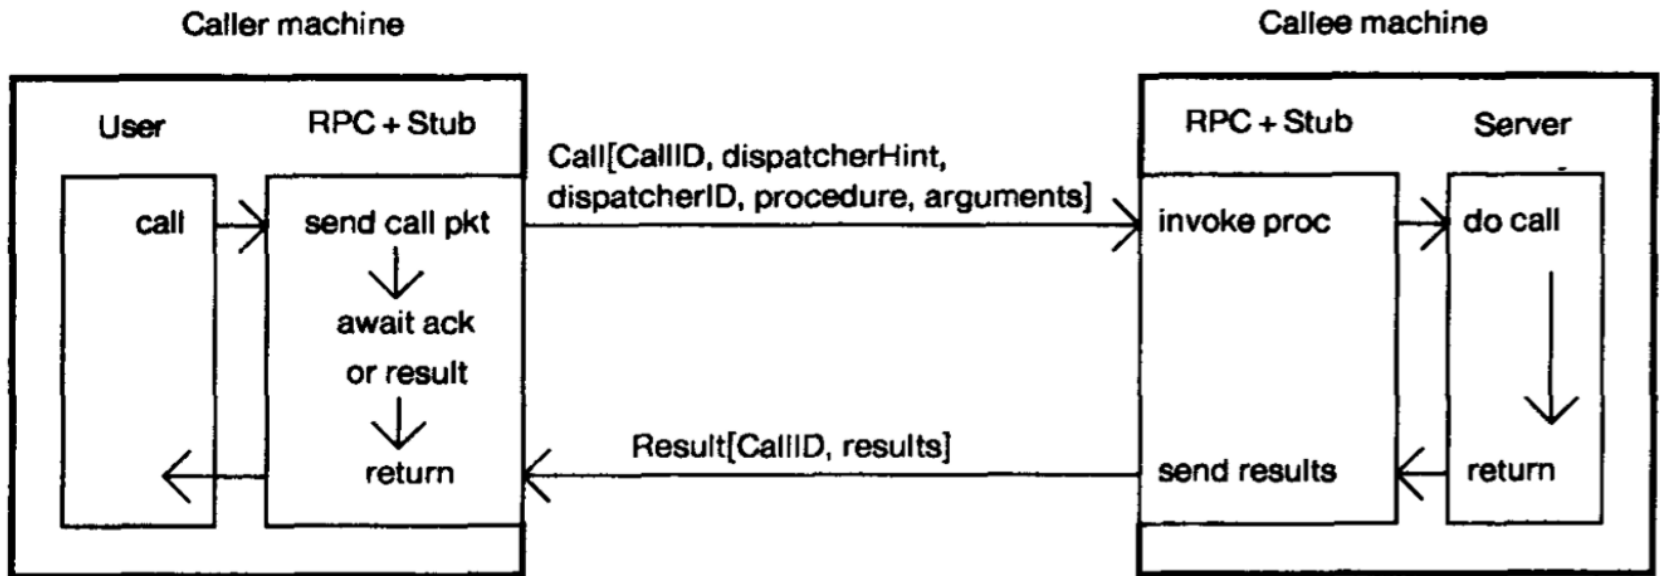 Caller machine
Callee machine
User
RPC + Stub
RPC + Stub
Server
Call[CallID, dispatcherHint,
dispatcherID, procedure, arguments]
call
send call pkt
invoke proc
do call
await ack
or result
Result[CallID, results]
return
send results
return